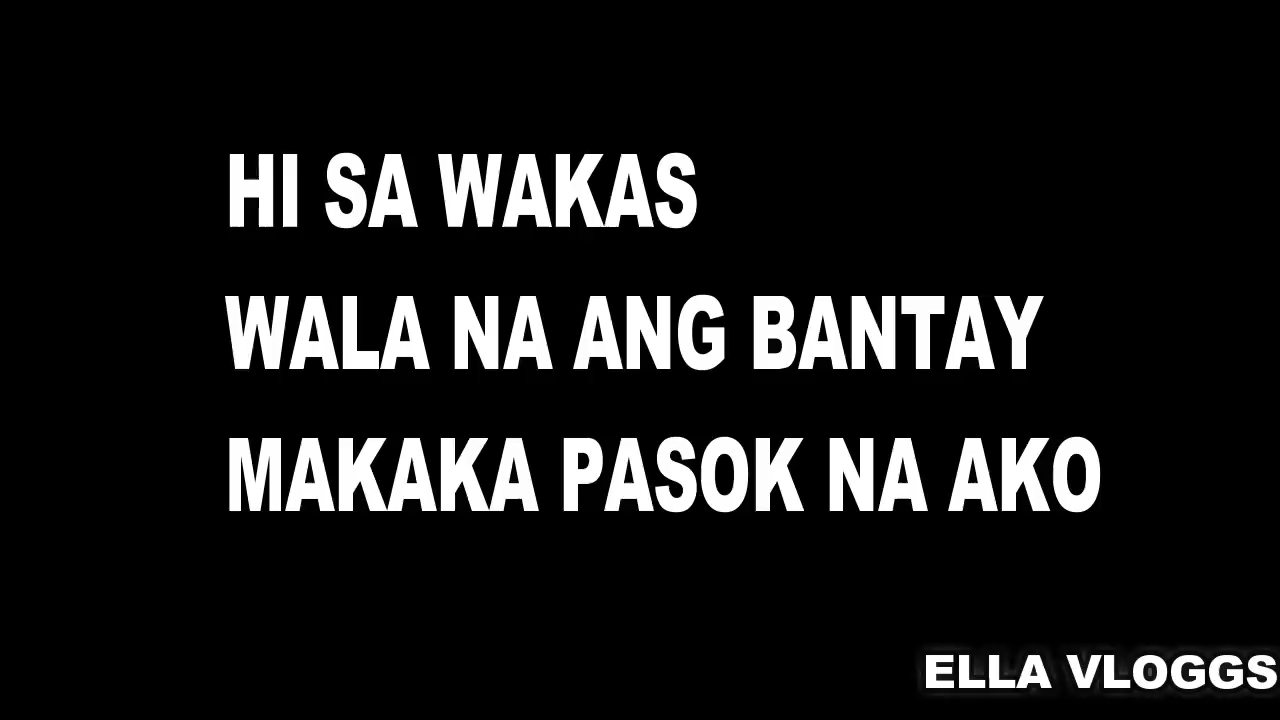 HI SA WAKAS
WALA NA ANG BANTAY
MAKAKA PASOK NA AKO
ELLA VLOGGS